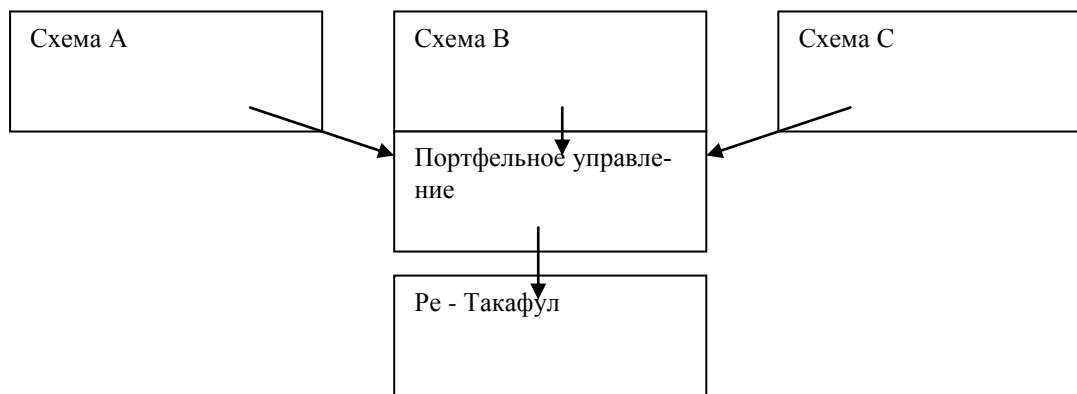 Схема А
Схема В
Схема С
Портфельное управле-
ние
Ре - Такафул